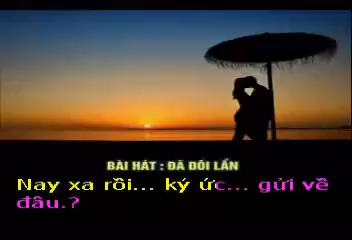 BÀI HÁT : ĐÃ ĐÔI LẦN
Nay xa rồi... ký ức... gửi về
đâu.?